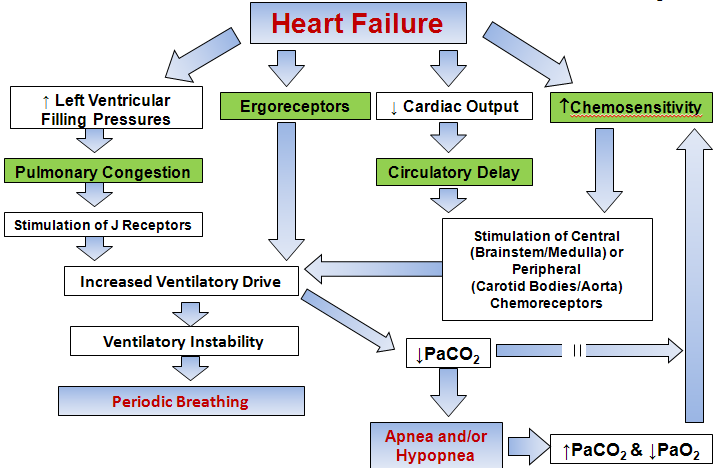 Heart Failure
↑ Left Ventricular
Filling Pressures
Ergoreceptors
↓ Cardiac Output
↑Chemosensitivity
Pulmonary Congestion
Circulatory Delay
Stimulation of J Receptors
Stimulation of Central
(Brainstem/Medulla) or
Peripheral
(Carotid Bodies/Aorta)
Chemoreceptors
Increased Ventilatory Drive
Ventilatory Instability
↓PaCO₂
Periodic Breathing
Apnea and/or
Hypopnea
↑PaCO₂ & ↓PaO₂